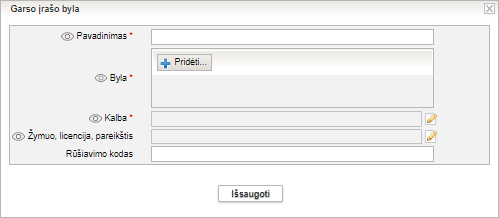 Garso įrašo byla
Pavadinimas *
Pridėti...
Byla *
Kalba *
Žymuo, licencija, pareikštis
Rūšiavimo kodas
Išsaugoti